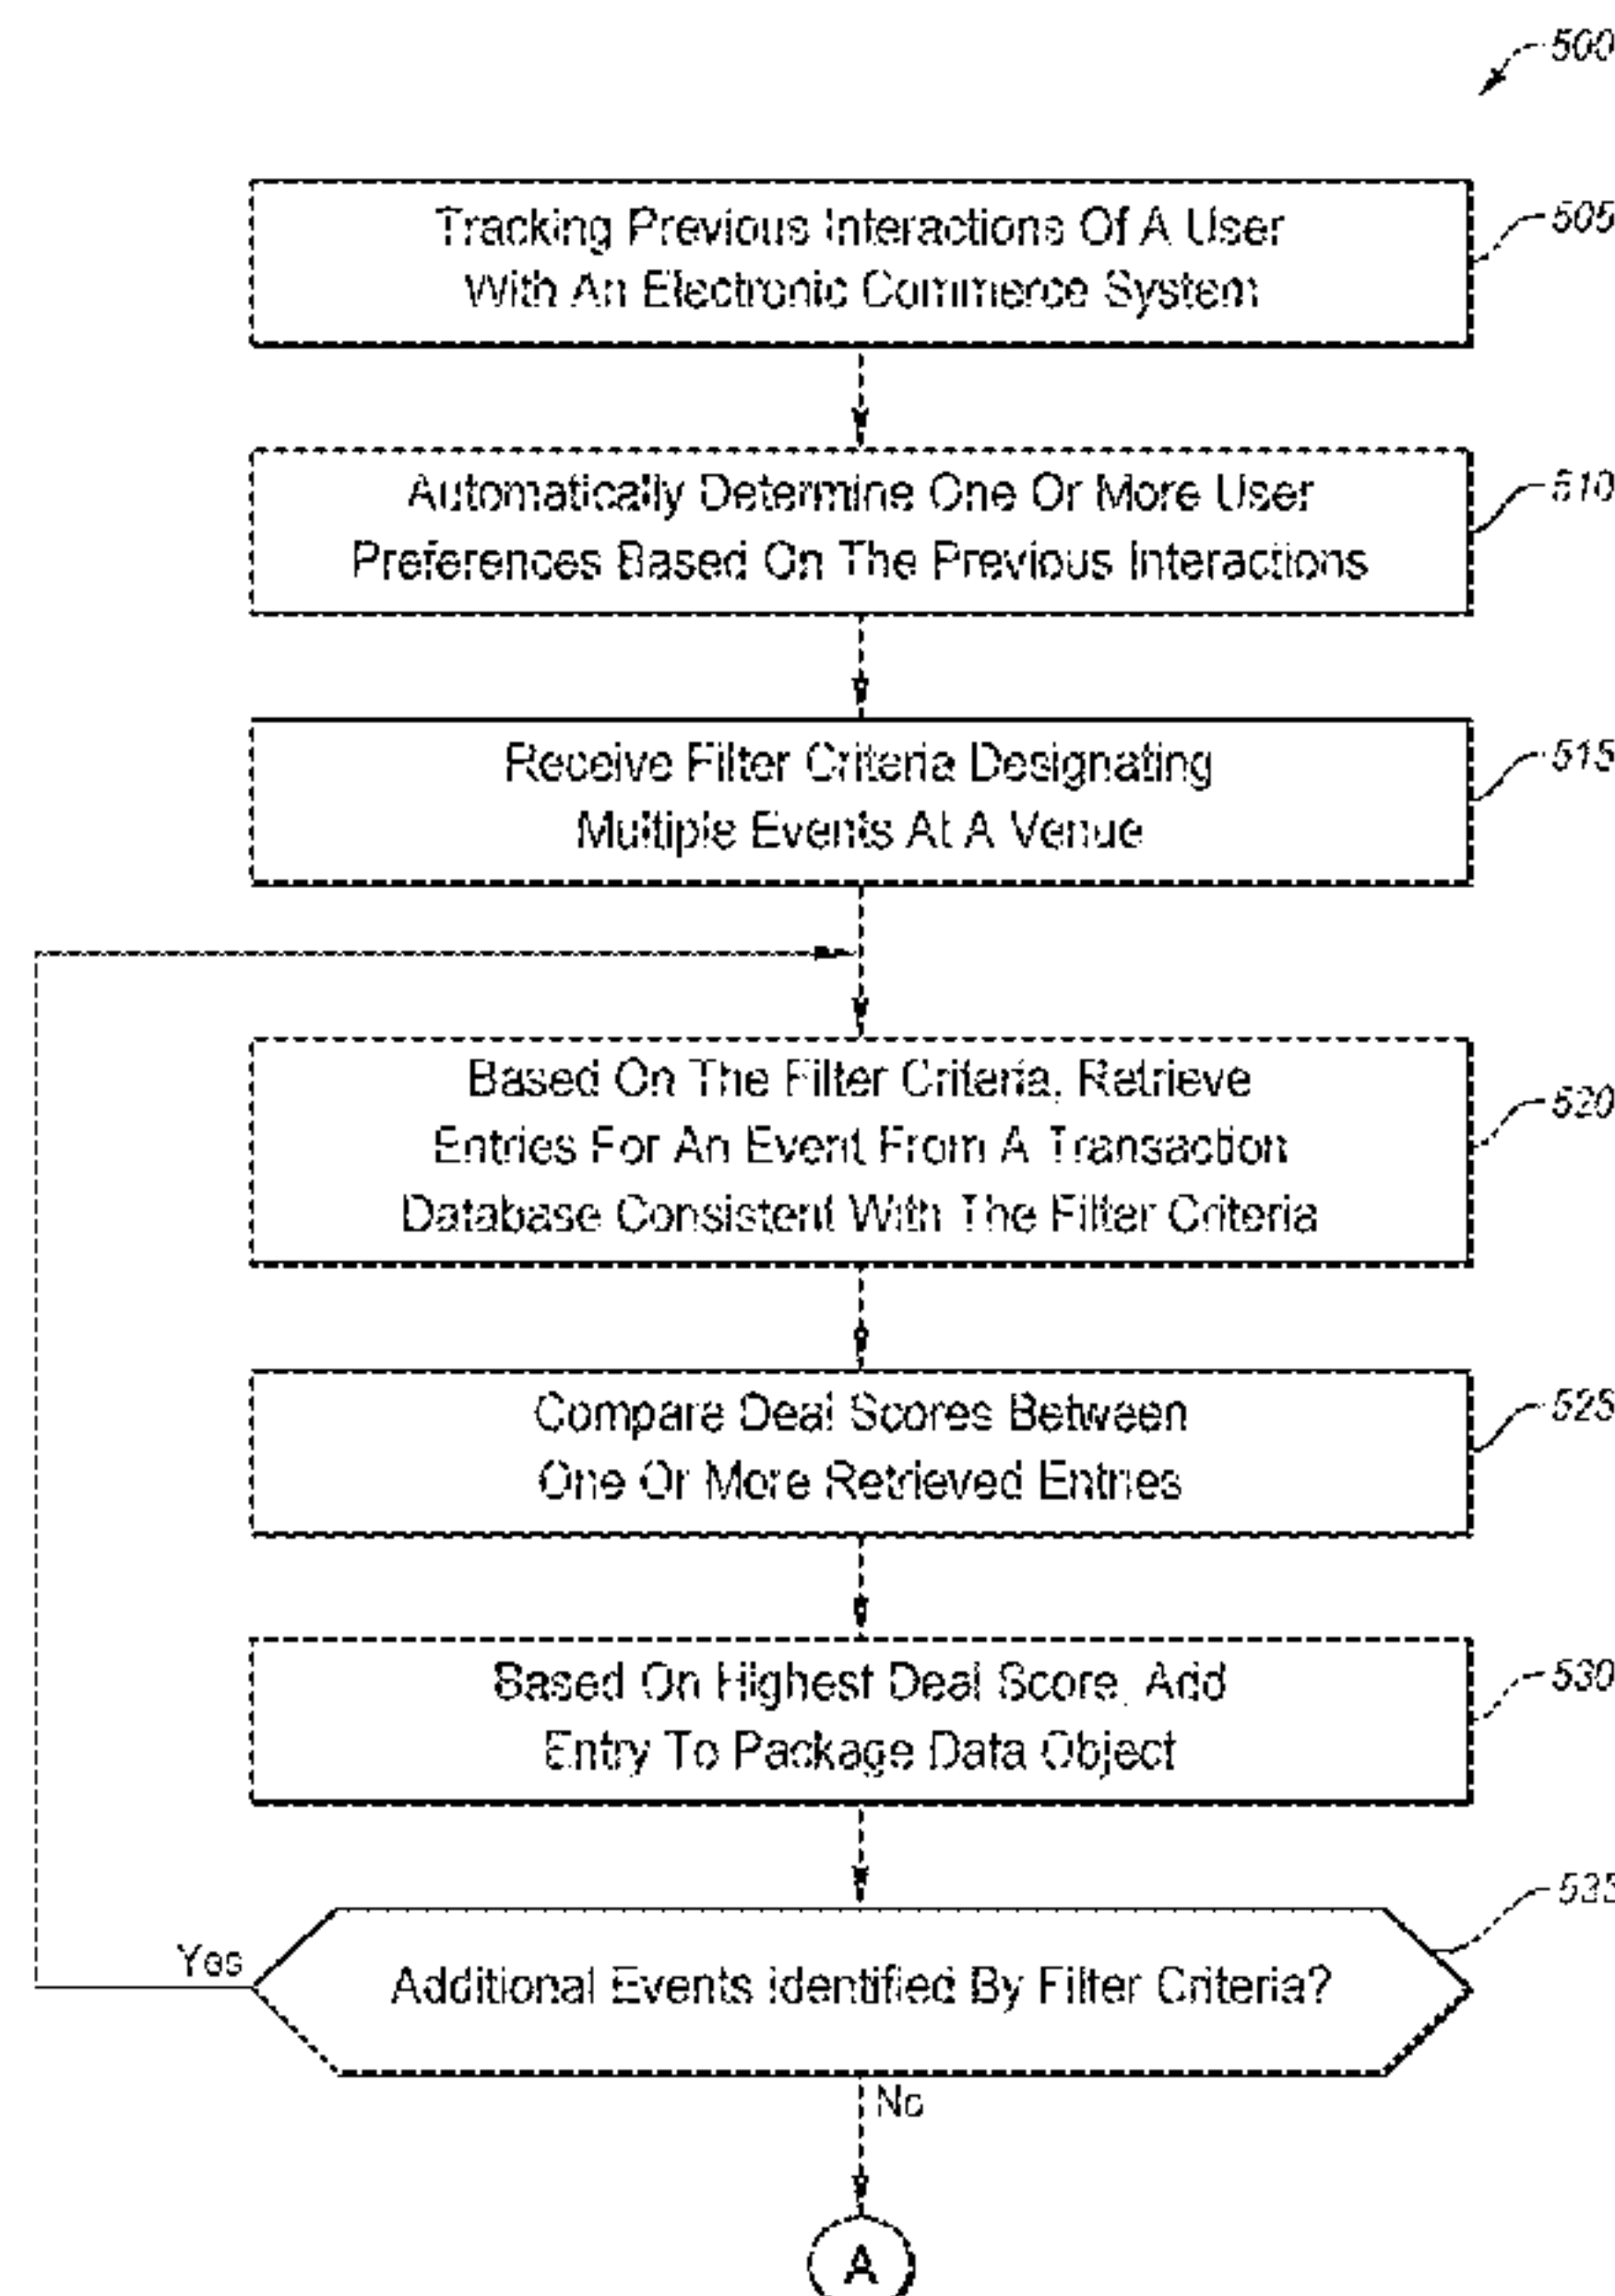 500
Tracking Previous Interactions Of A User
With An Electronic Commerce System
505
Automatically Determine One Or More User
Preferences Based On The Previous Interactions
510
Receive Filter Criteria Designating
Multiple Events At A Venue
515
Based On The Filter Criteria, Retrieve
Entries For An Event From A Transaction
Database Consistent With The Filter Criteria
520
Compare Deal Scores Between
One Or More Retrieved Entries
525
Based On Highest Deal Score, Add
Entry To Package Data Object
530
535
Yes
Additional Events Identified By Filter Criteria?
No
A